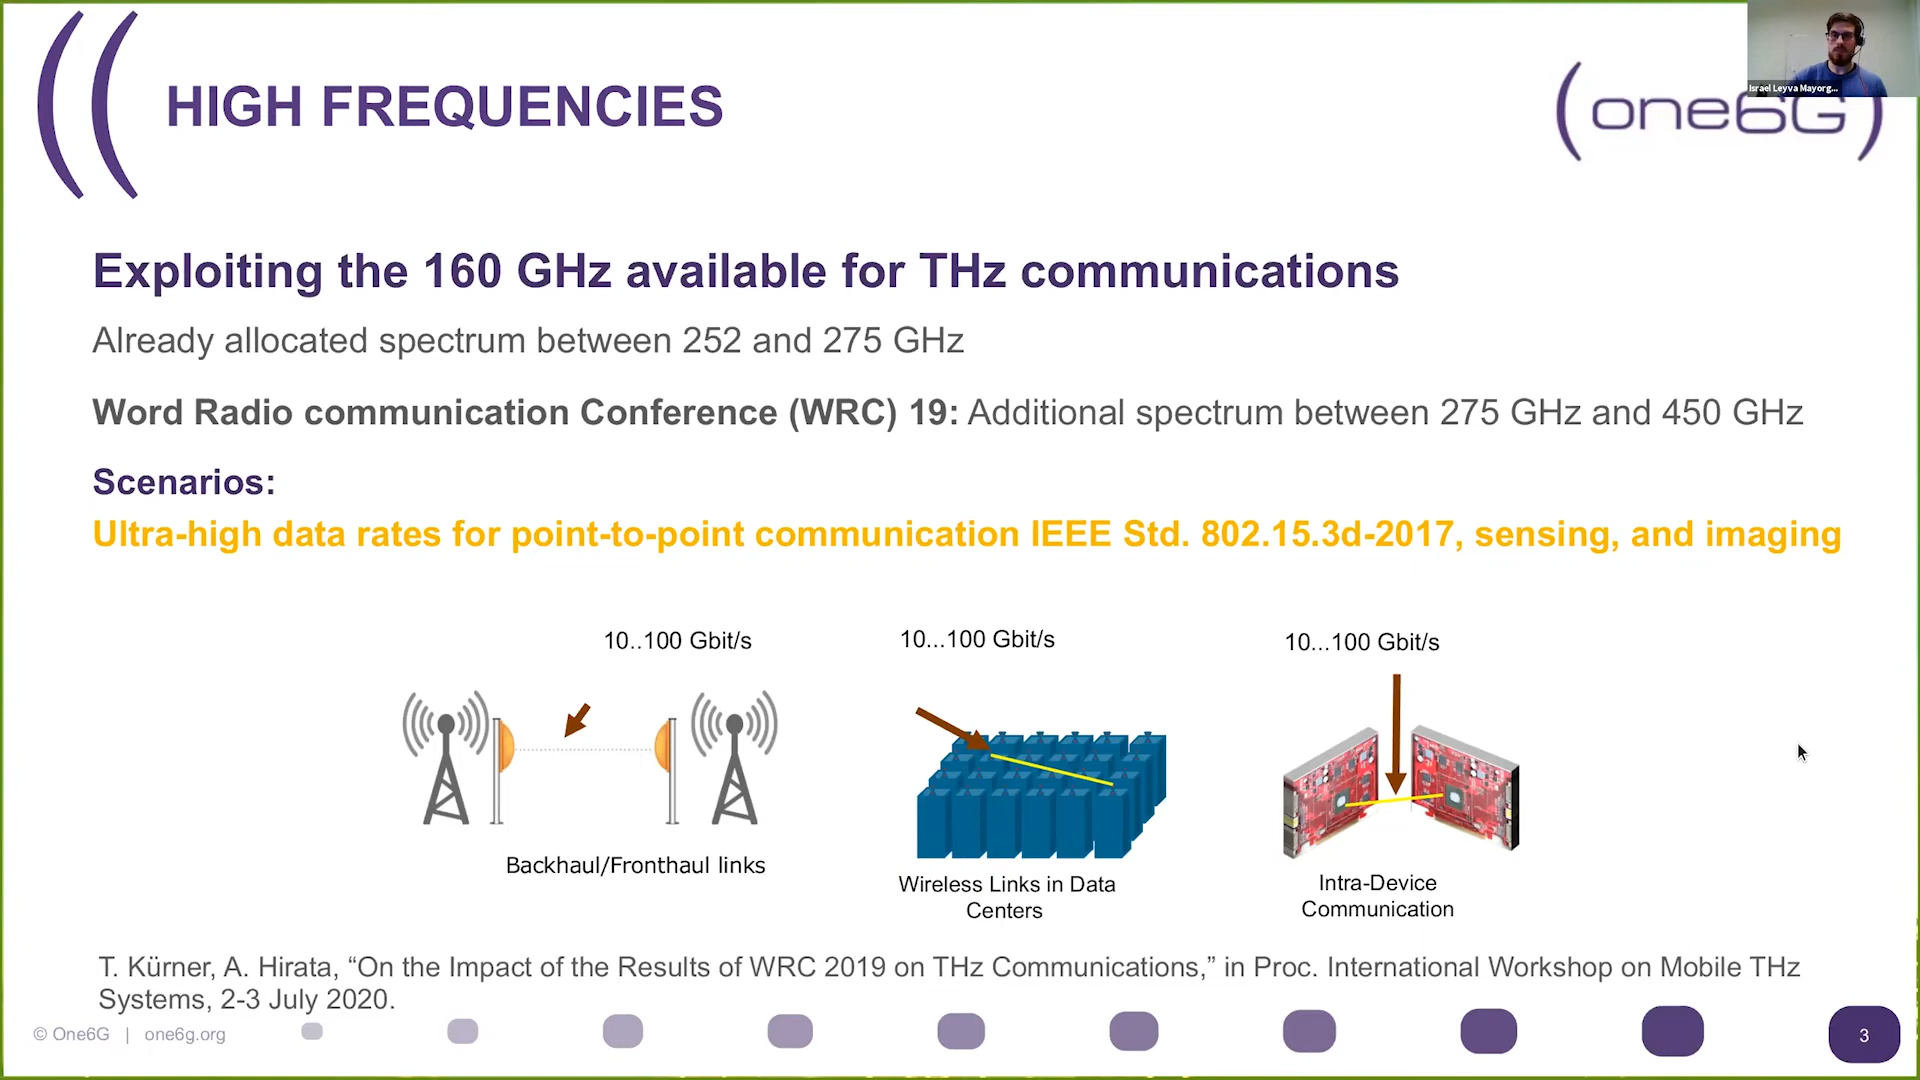 HIGH FREQUENCIES
Israel Leyva Mayorg...
(one6G)
Exploiting the 160 GHz available for THz communications
Already allocated spectrum between 252 and 275 GHz
Word Radio communication Conference (WRC) 19: Additional spectrum between 275 GHz and 450 GHz
Scenarios:
Ultra-high data rates for point-to-point communication IEEE Std. 802.15.3d-2017, sensing, and imaging
10..100 Gbit/s
10...100 Gbit/s
10...100 Gbit/s
Backhaul/Fronthaul links
Wireless Links in Data
Centers
Intra-Device
Communication
T. Kürner, A. Hirata, “On the Impact of the Results of WRC 2019 on THz Communications,” in Proc. International Workshop on Mobile THz
Systems, 2-3 July 2020.
© One6G | one6g.org
3